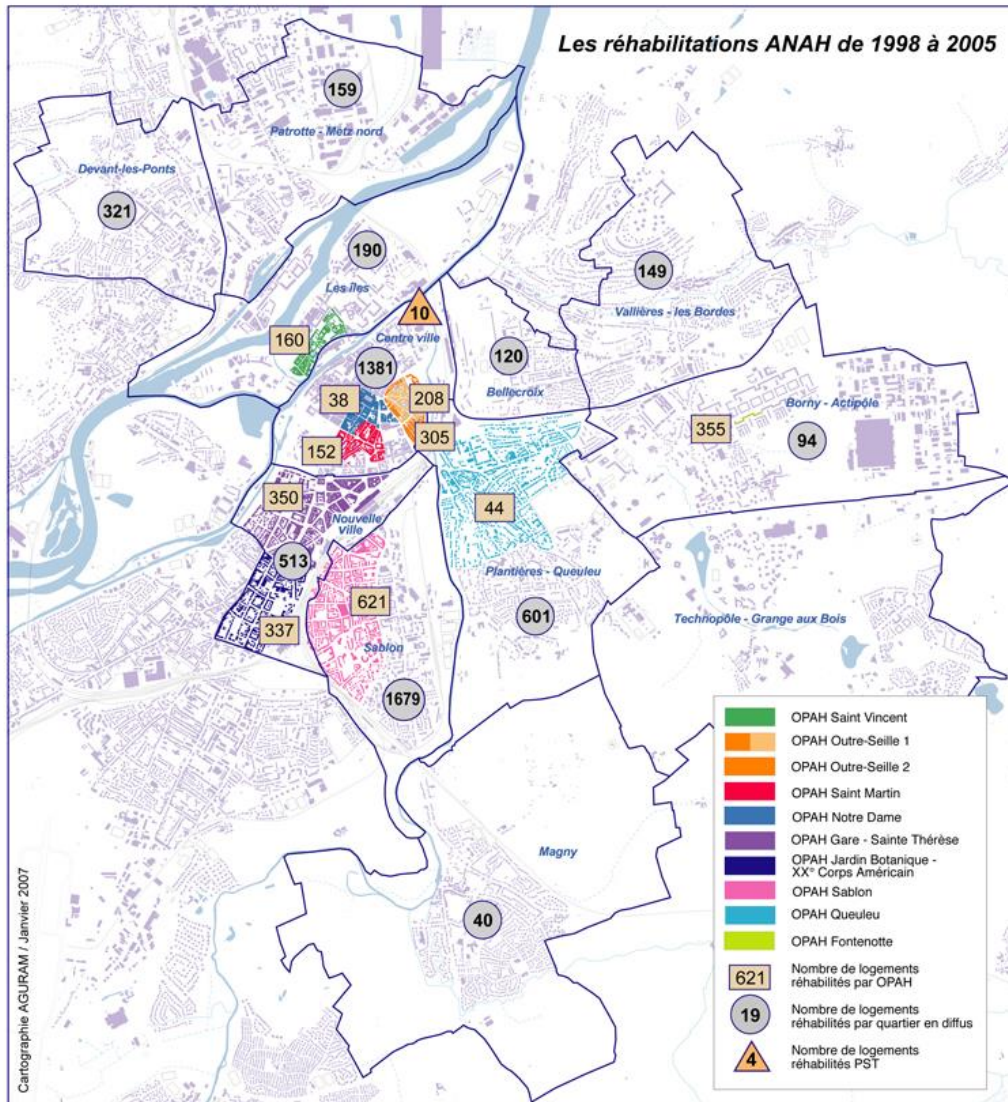 Les réhabilitations ANAH de 1998 à 2005
159
Patrotte - Metz nord
Devant-les-Ponts
321
190
Les îles
149
Vallières - les Bordes
10
Centre ville
160
1381
120
Bellecroix
38
208
Borny - Actipôle
355
94
305
152
350
44
Nouvelle
Ville
513
Plantières - Queuleu
621
601
Technopôle - Grange aux Bois
337
Sablon
1679
Magny
40
OPAH Saint Vincent
OPAH Outre-Seille 1
OPAH Outre-Seille 2
OPAH Saint Martin
OPAH Notre Dame
OPAH Gare - Sainte Thérèse
OPAH Jardin Botanique -
XX° Corps Américain
OPAH Sablon
OPAH Queuleu
OPAH Fontenotte
621
Nombre de logements
réhabilités par OPAH
19
Nombre de logements
réhabilités par quartier en diffus
4
Nombre de logements
réhabilités PST
Cartographie AGURAM / Janvier 2007